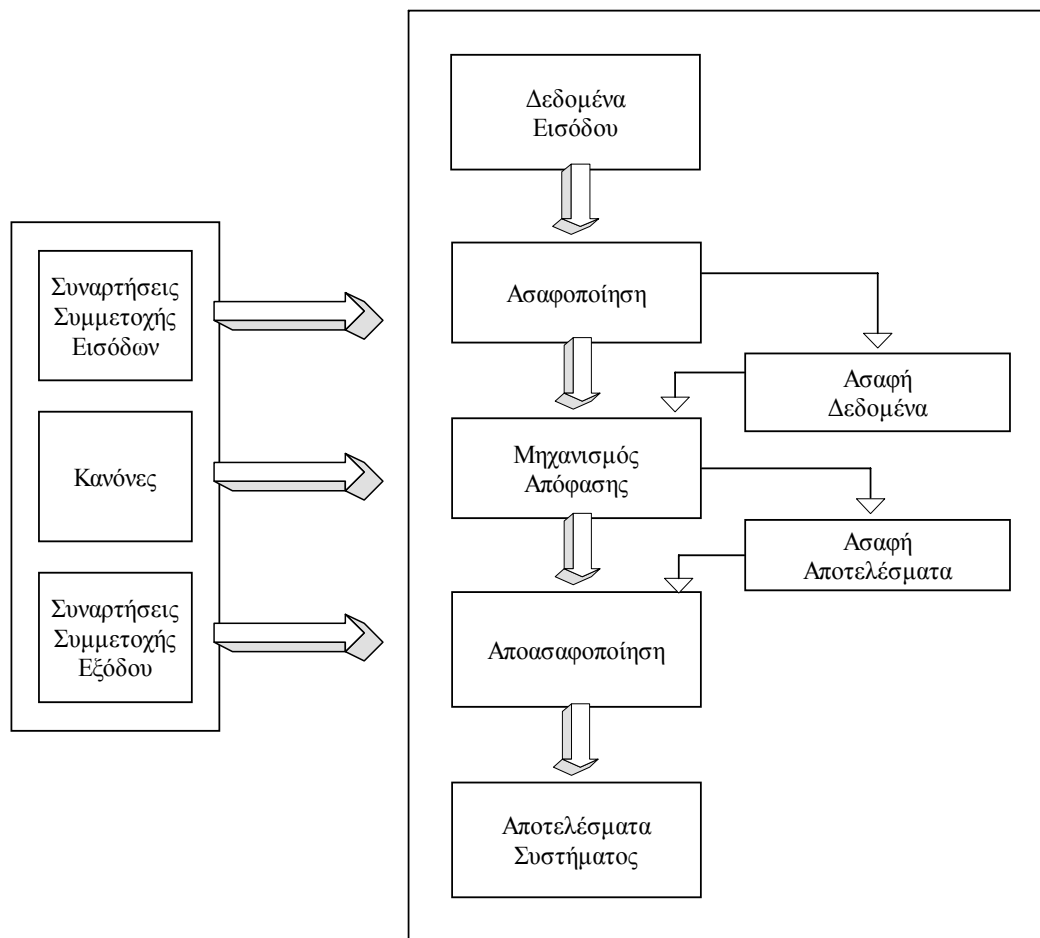 Δεδομένα
Εισόδου
Συναρτήσεις
Συμμετοχής
Εισόδων
Ασαφοποίηση
Ασαφή
Δεδομένα
Κανόνες
Μηχανισμός
Απόφασης
Ασαφή
Αποτελέσματα
Συναρτήσεις
Συμμετοχής
Εξόδου
Αποασαφοποίηση
Αποτελέσματα
Συστήματος